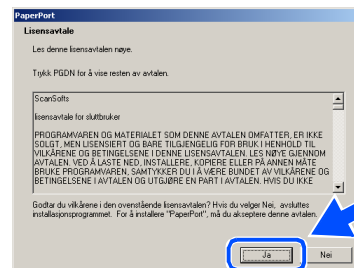 PaperPort
Lisensavtale
Les denne lisensavtalen nøye.
Trykk PGDN for å vise resten av avtalen.
ScanSofts
lisensavtale for sluttbruker
PROGRAMVAREN OG MATERIALET SOM DENNE AVTALEN OMFATTER, ER IKKE
SOLGT, MEN LISENSIERT OG BARE TILGJENGELIG FOR BRUK I HENHOLD TIL
VILKÅRENE OG BETINGELSENE I DENNE LISENSAVTALEN. LES NØYE GJENNOM
AVTALEN. VED Å LASTE NED, INSTALLERE, KOPIERE ELLER PÅ ANNEN MÅTE
BRUKE PROGRAMVAREN, SAMTYKKER DU I Å VÆRE BUNDET AV VILKÅRENE OG
BETINGELSENE I AVTALEN OG UTGJØRE EN PART I AVTALEN. HVIS DU IKKE
Godtar du vilkårene i den ovenstående lisensavtalen? Hvis du velger Nei, avsluttes
installasjonsprogrammet. For å installere "PaperPort", må du akseptere denne avtalen.
Ja
Nei